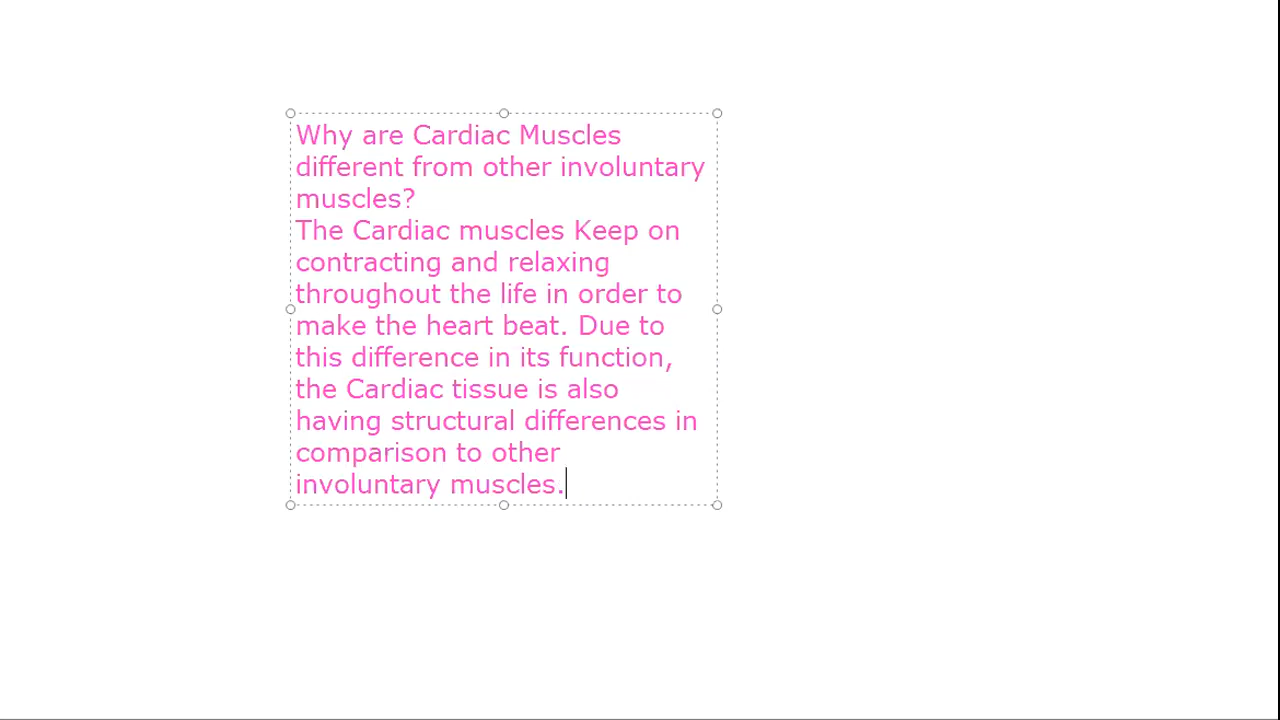 Why are Cardiac Muscles
different from other involuntary
muscles?
The Cardiac muscles Keep on
contracting and relaxing
throughout the life in order to
make the heart beat. Due to
this difference in its function,
the Cardiac tissue is also
having structural differences in
comparison to other
involuntary muscles.